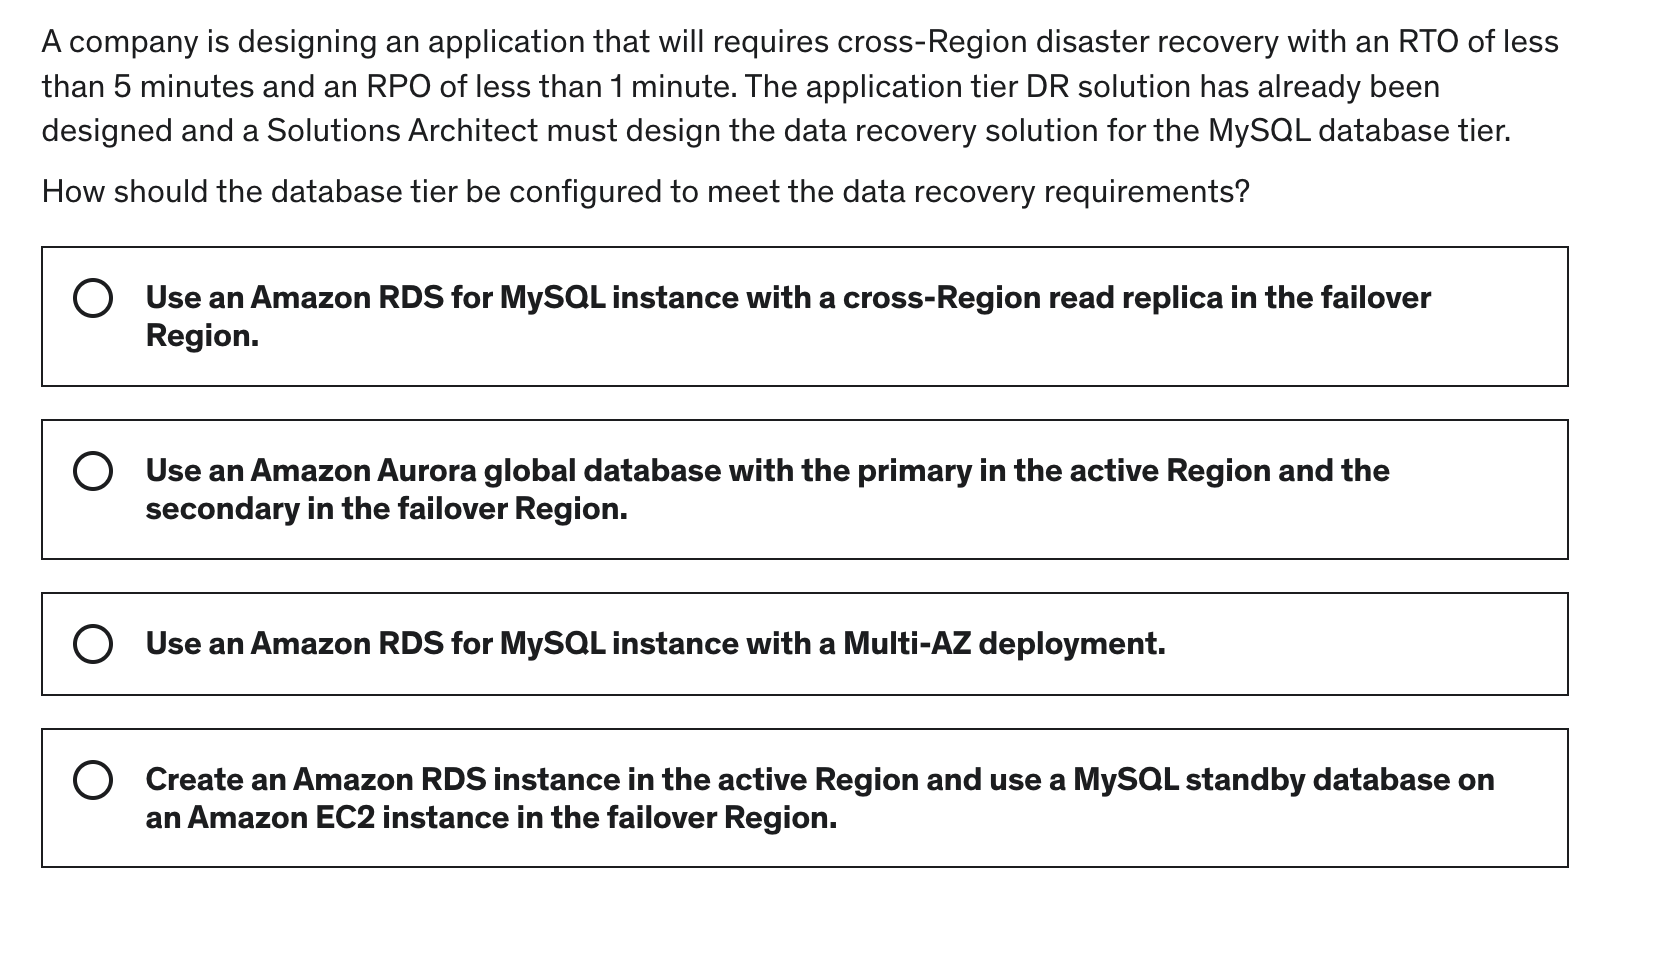 A company is designing an application that will requires cross-Region disaster recovery with an RTO of less
than 5 minutes and an RPO of less than 1 minute. The application tier DR solution has already been
designed and a Solutions Architect must design the data recovery solution for the MySQL database tier.
How should the database tier be configured to meet the data recovery requirements?
Use an Amazon RDS for MySQL instance with a cross-Region read replica in the failover
Region.
Use an Amazon Aurora global database with the primary in the active Region and the
secondary in the failover Region.
Use an Amazon RDS for MySQL instance with a Multi-AZ deployment.
Create an Amazon RDS instance in the active Region and use a MySQL standby database on
an Amazon EC2 instance in the failover Region.